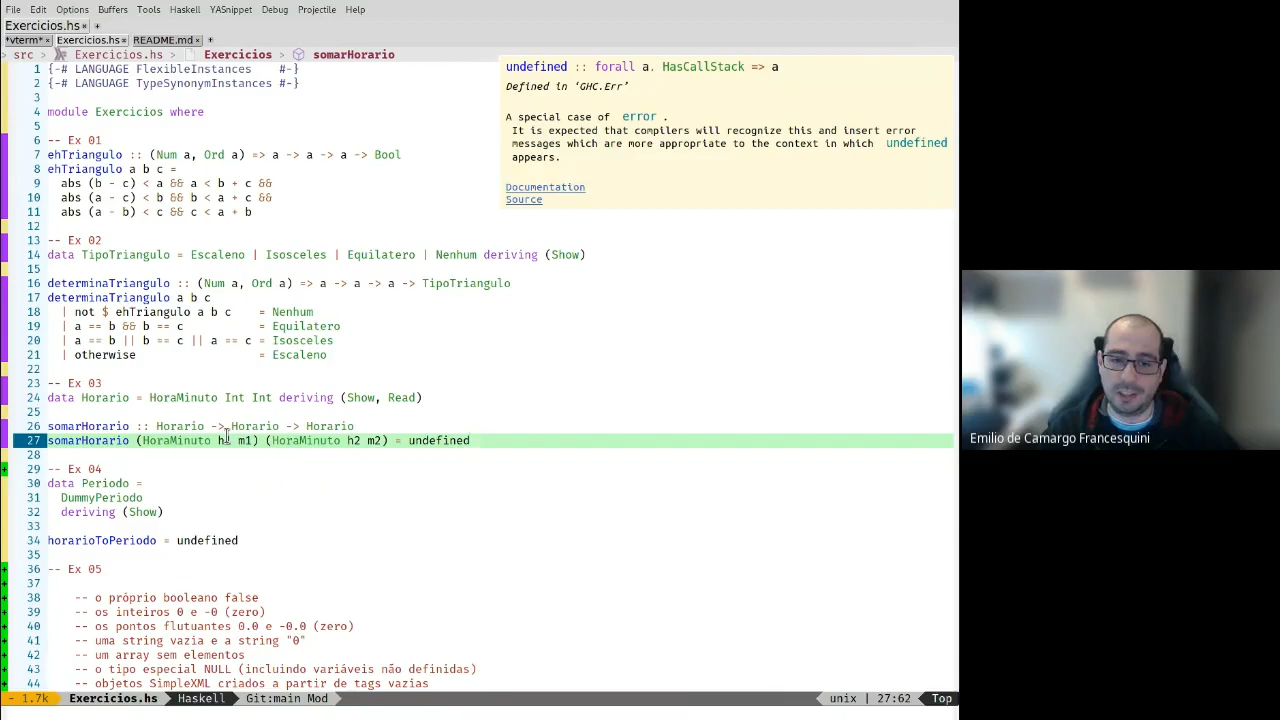 File Edit Options Buffers Tools Haskell YASnippet Debug Projectile Help
Exercicios.hs × +
*vterm* × Exercicios.hs × README.md × +
> src > Exercicios.hs > Exercicios > somarHorario
1 {-# LANGUAGE FlexibleInstances    #-}
2 {-# LANGUAGE TypeSynonymInstances #-}
3
4 module Exercicios where
5
6 -- Ex 01
7 ehTriangulo :: (Num a, Ord a) => a -> a -> a -> Bool
8 ehTriangulo a b c =
9   abs (b - c) < a && a < b + c &&
10   abs (a - c) < b && b < a + c &&
11   abs (a - b) < c && c < a + b
12
13 -- Ex 02
14 data TipoTriangulo = Escaleno | Isosceles | Equilatero | Nenhum deriving (Show)
15
16 determinaTriangulo :: (Num a, Ord a) => a -> a -> a -> TipoTriangulo
17 determinaTriangulo a b c
18   | not $ ehTriangulo a b c    = Nenhum
19   | a == b && b == c           = Equilatero
20   | a == b || b == c || a == c = Isosceles
21   | otherwise                  = Escaleno
22
23 -- Ex 03
24 data Horario = HoraMinuto Int Int deriving (Show, Read)
25
26 somarHorario :: Horario -> Horario -> Horario
27 somarHorario (HoraMinuto h1 m1) (HoraMinuto h2 m2) = undefined
28
29 -- Ex 04
30 data Periodo =
31   DummyPeriodo
32   deriving (Show)
33
34 horarioToPeriodo = undefined
35
36 -- Ex 05
37
38     -- o próprio booleano false
39     -- os inteiros 0 e -0 (zero)
40     -- os pontos flutuantes 0.0 e -0.0 (zero)
41     -- uma string vazia e a string "0"
42     -- um array sem elementos
43     -- o tipo especial NULL (incluindo variáveis não definidas)
44     -- objetos SimpleXML criados a partir de tags vazias
undefined :: forall a. HasCallStack => a
Defined in ‘GHC.Err’
A special case of error .
It is expected that compilers will recognize this and insert error
messages which are more appropriate to the context in which undefined
appears.
Documentation
Source
- 1.7k Exercicios.hs Haskell Git:main Mod unix | 27:62 Top
Emilio de Camargo Francesquini